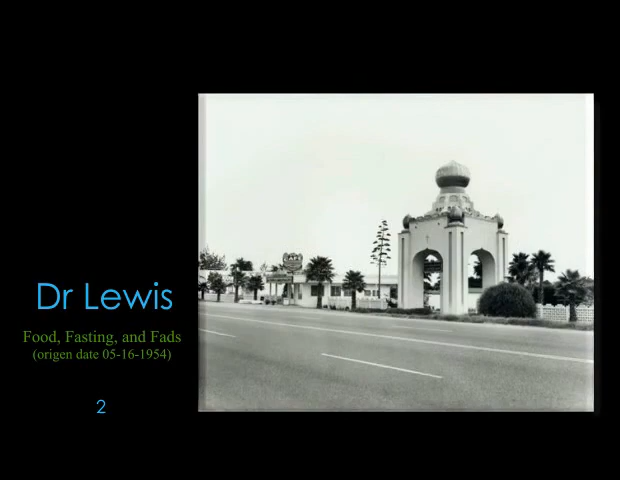 Dr Lewis
Food, Fasting, and Fads
(origen date 05-16-1954)
2